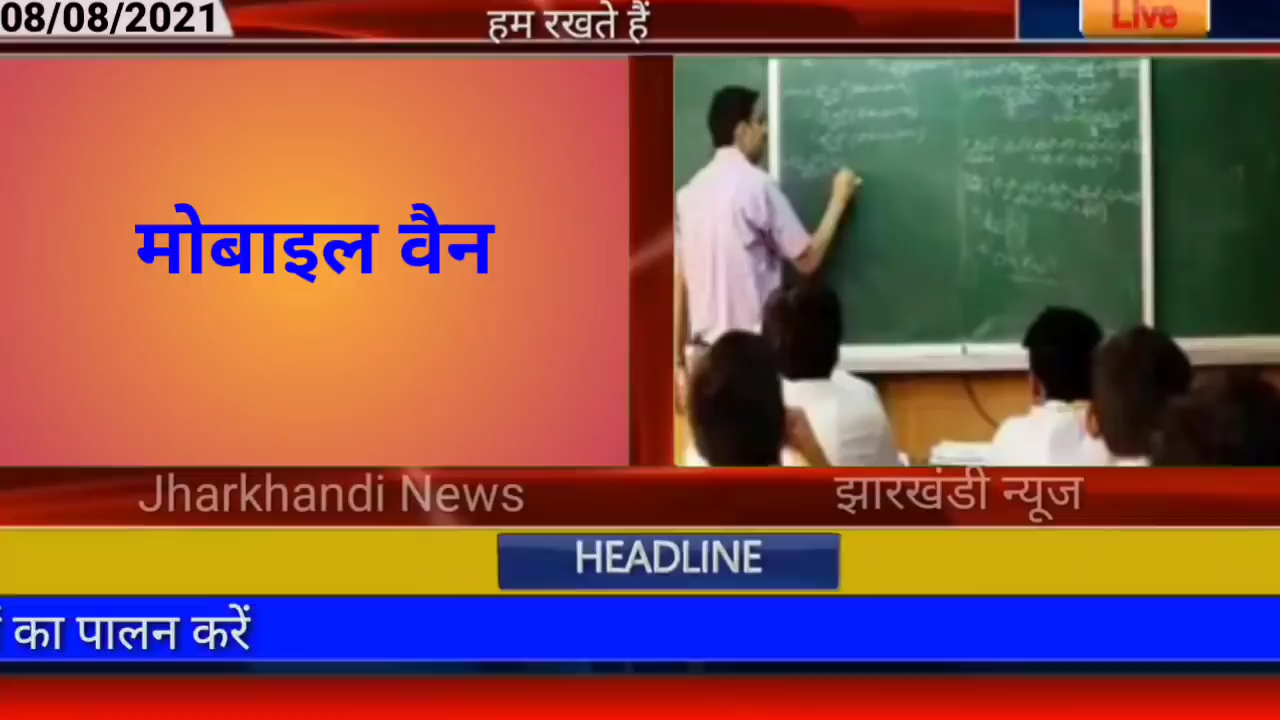 08/08/2021
हम रखते हैं
Live
मोबाइल वैन
Jharkhandi News
झारखंडी न्यूज
HEADLINE
का पालन करें